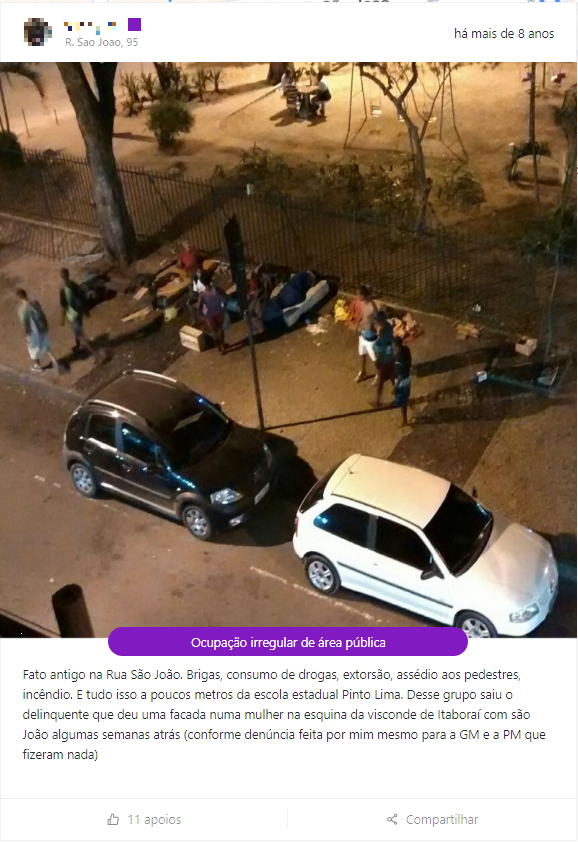 R. Sao Joao, 95
há mais de 8 anos
Ocupação irregular de área pública
Fato antigo na Rua São João. Brigas, consumo de drogas, extorsão, assédio aos pedestres,
incêndio. E tudo isso a poucos metros da escola estadual Pinto Lima. Desse grupo saiu o
delinquente que deu uma facada numa mulher na esquina da visconde de Itaboraí com são
João algumas semanas atrás (conforme denúncia feita por mim mesmo para a GM e a PM que
fizeram nada)
11 apoios
Compartilhar